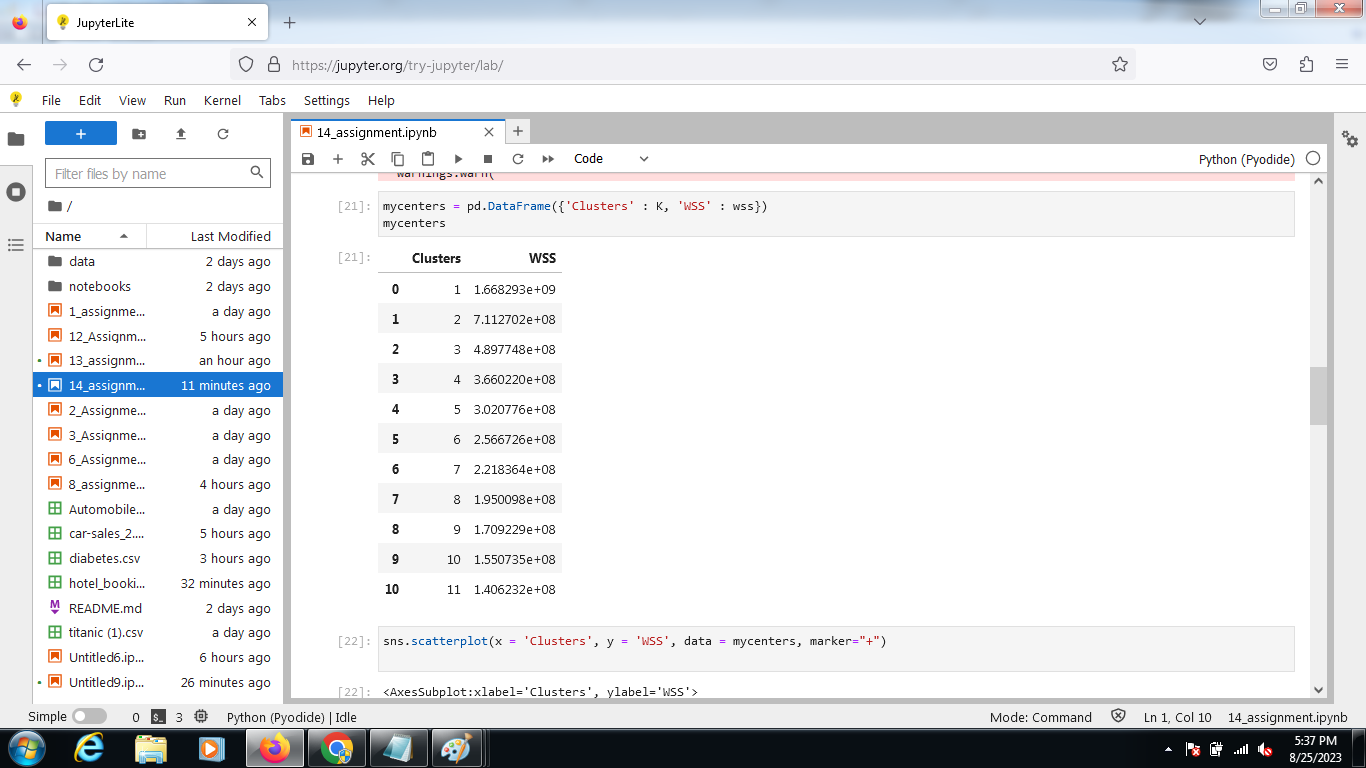 JupyterLite
https://jupyter.org/try-jupyter/lab/
File Edit View Run Kernel Tabs Settings Help
14_assignment.ipynb
Code
Python (Pyodide)
Filter files by name
/
Name Last Modified
data 2 days ago
notebooks 2 days ago
1_assignme... a day ago
12_Assignm... 5 hours ago
13_assignm... an hour ago
14_assignm... 11 minutes ago
2_Assignme... a day ago
3_Assignme... a day ago
6_Assignme... a day ago
8_assignme... 4 hours ago
Automobile... a day ago
car-sales_2.... 5 hours ago
diabetes.csv 3 hours ago
hotel_booki... 32 minutes ago
README.md 2 days ago
titanic (1).csv a day ago
Untitled6.ip... 6 hours ago
Untitled9.ip... 26 minutes ago
warnings.warn(
[21]: mycenters = pd.DataFrame({'Clusters' : K, 'WSS' : wss})
mycenters
[21]: Clusters WSS
0 1 1.668293e+09
1 2 7.112702e+08
2 3 4.897748e+08
3 4 3.660220e+08
4 5 3.020776e+08
5 6 2.566726e+08
6 7 2.218364e+08
7 8 1.950098e+08
8 9 1.709229e+08
9 10 1.550735e+08
10 11 1.406232e+08
[22]: sns.scatterplot(x = 'Clusters', y = 'WSS', data = mycenters, marker="+")
[22]: <AxesSubplot:xlabel='Clusters', ylabel='WSS'>
Simple 0 3 Python (Pyodide) | Idle Mode: Command Ln 1, Col 10 14_assignment.ipynb
5:37 PM
8/25/2023